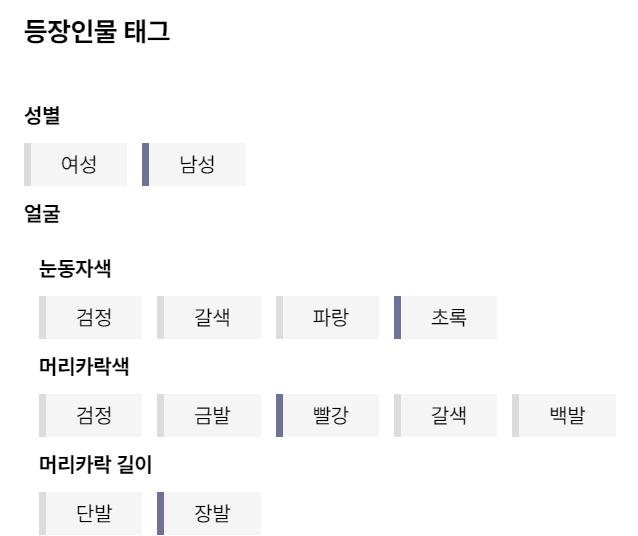 등장인물 태그
성별
여성 남성
얼굴
눈동자색
검정 갈색 파랑 초록
머리카락색
검정 금발 빨강 갈색 백발
머리카락 길이
단발 장발